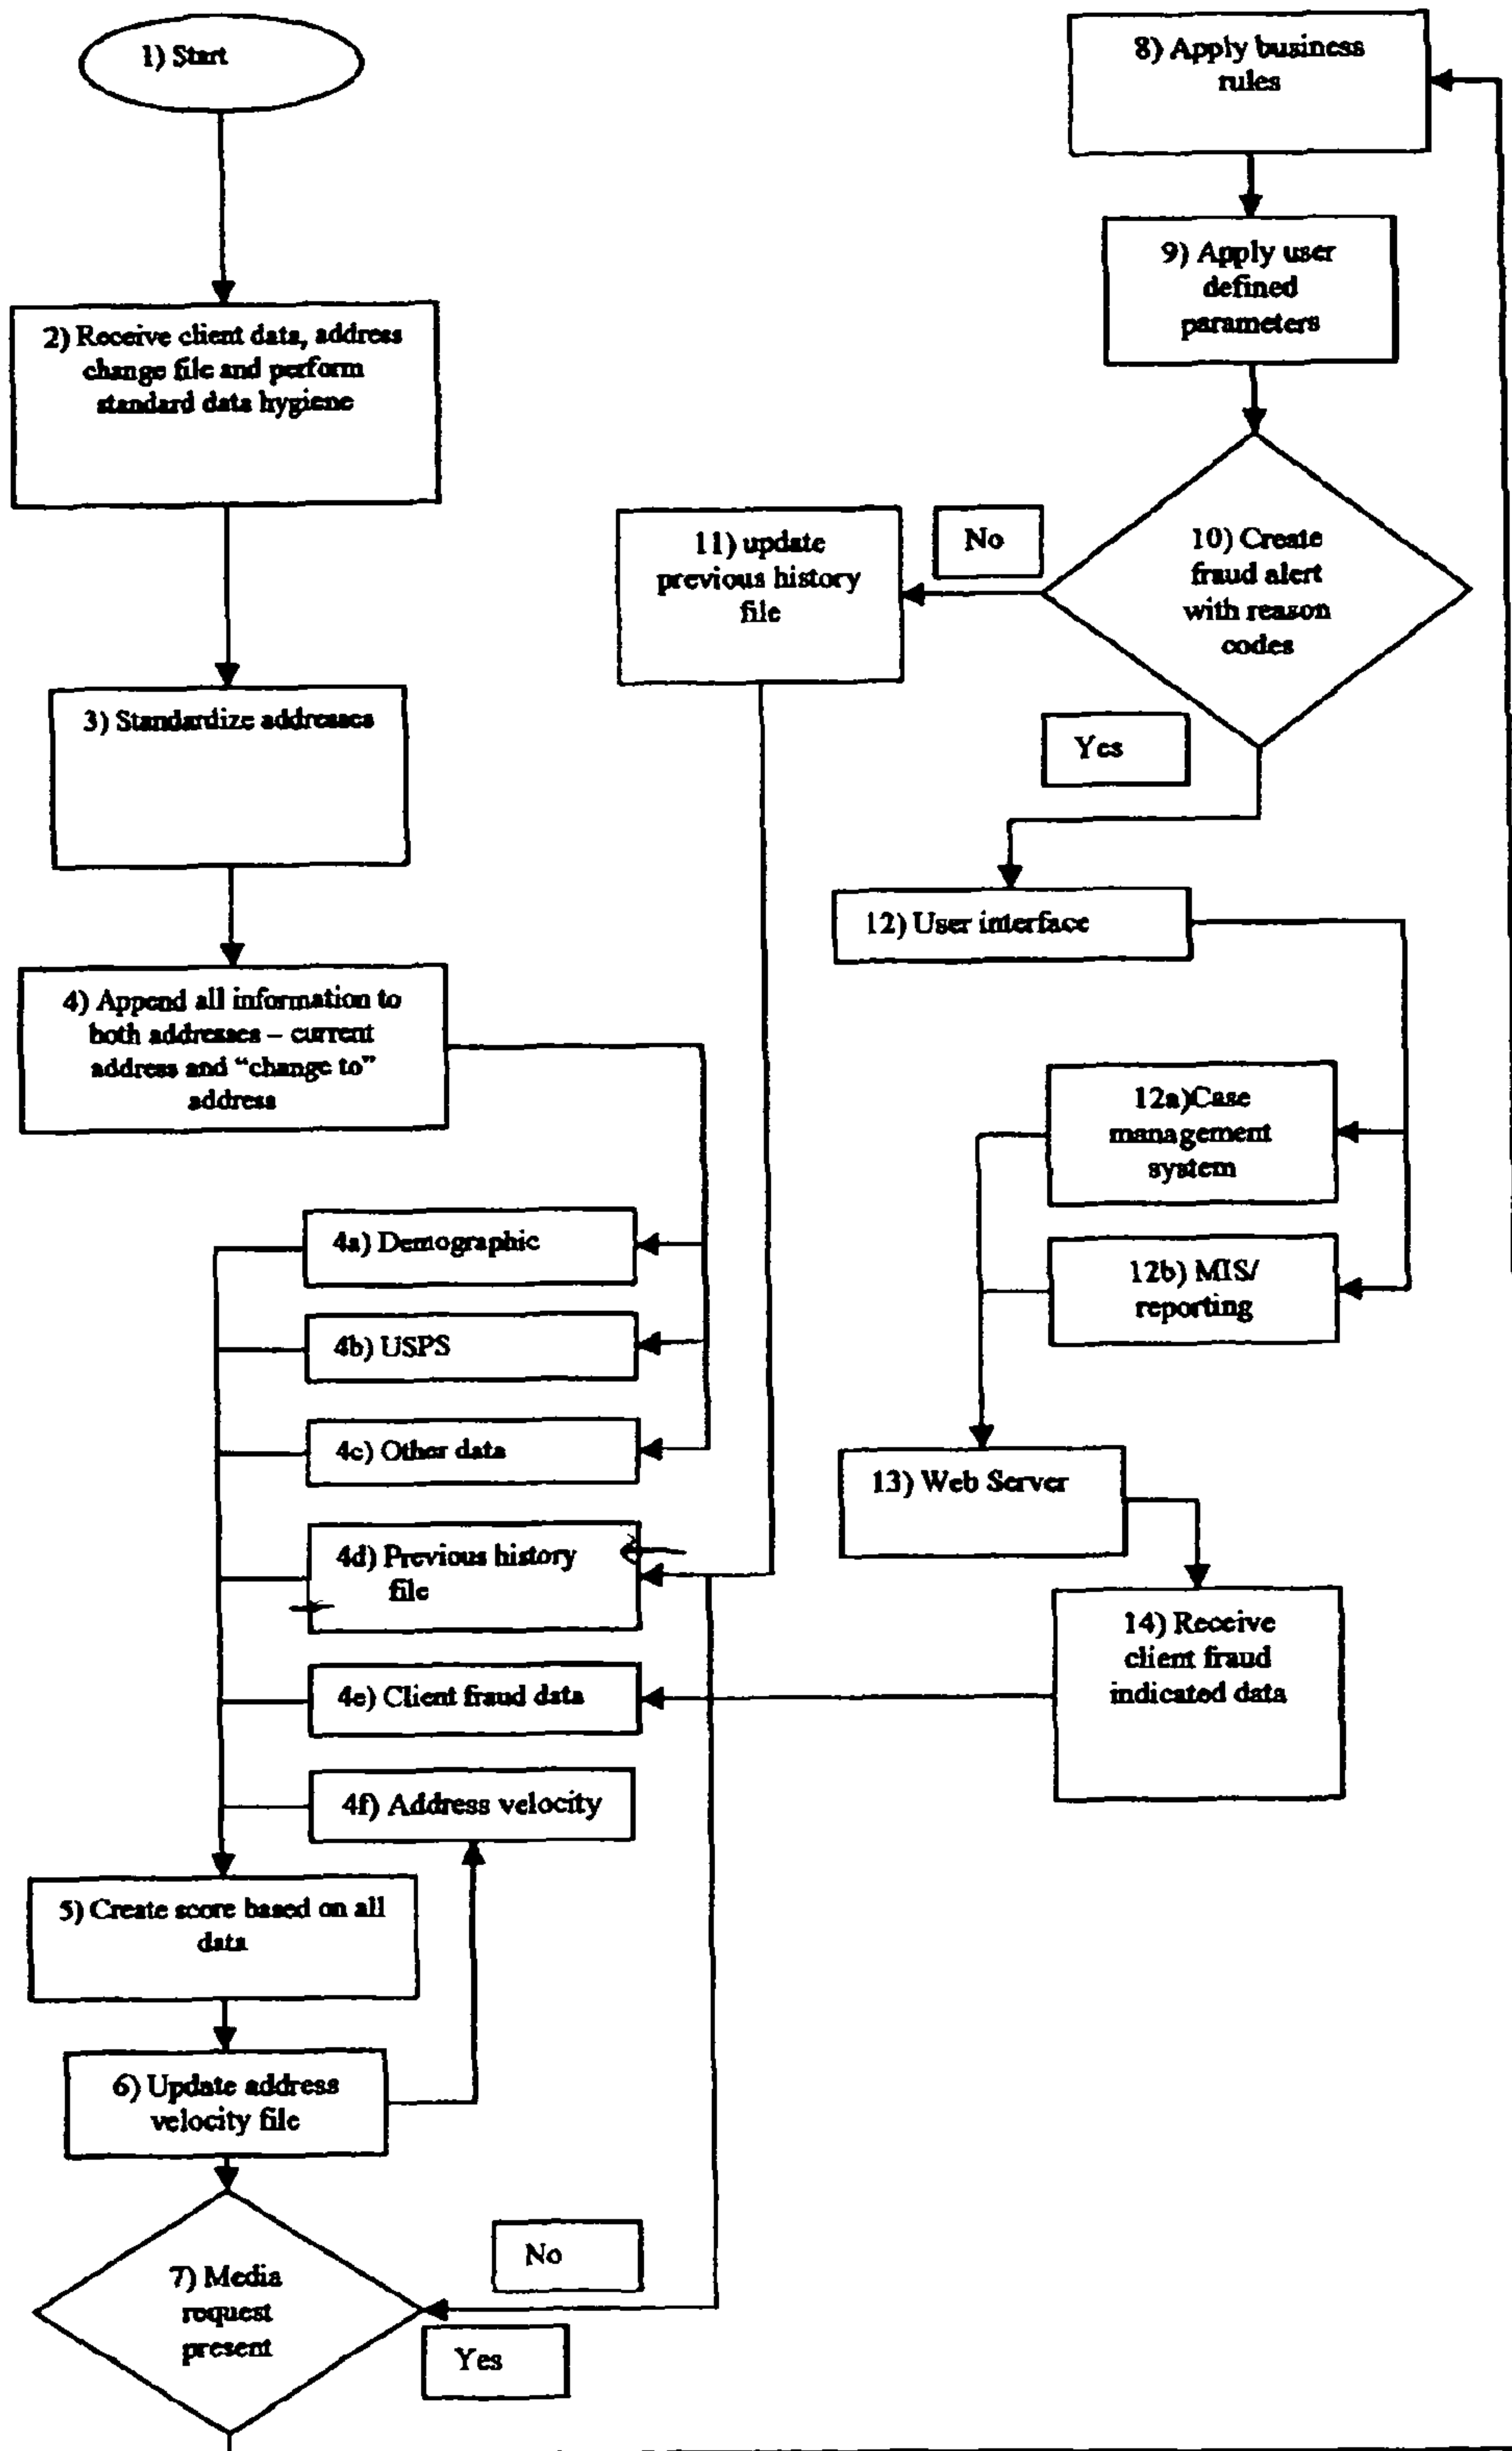 1) Start
2) Receive client data, address
change file and perform
standard data hygiene
3) Standardize addresses
4) Append all information to
both addresses – current
address and “change to”
address
4a) Demographic
4b) USPS
4c) Other data
4d) Previous history
file
4e) Client fraud data
4f) Address velocity
5) Create score based on all
data
6) Update address
velocity file
7) Media
request
present
No
Yes
8) Apply business
rules
9) Apply user
defined
parameters
10) Create
fraud alert
with reason
codes
No
11) update
previous history
file
Yes
12) User interface
12a)Case
management
system
12b) MIS/
reporting
13) Web Server
14) Receive
client fraud
indicated data